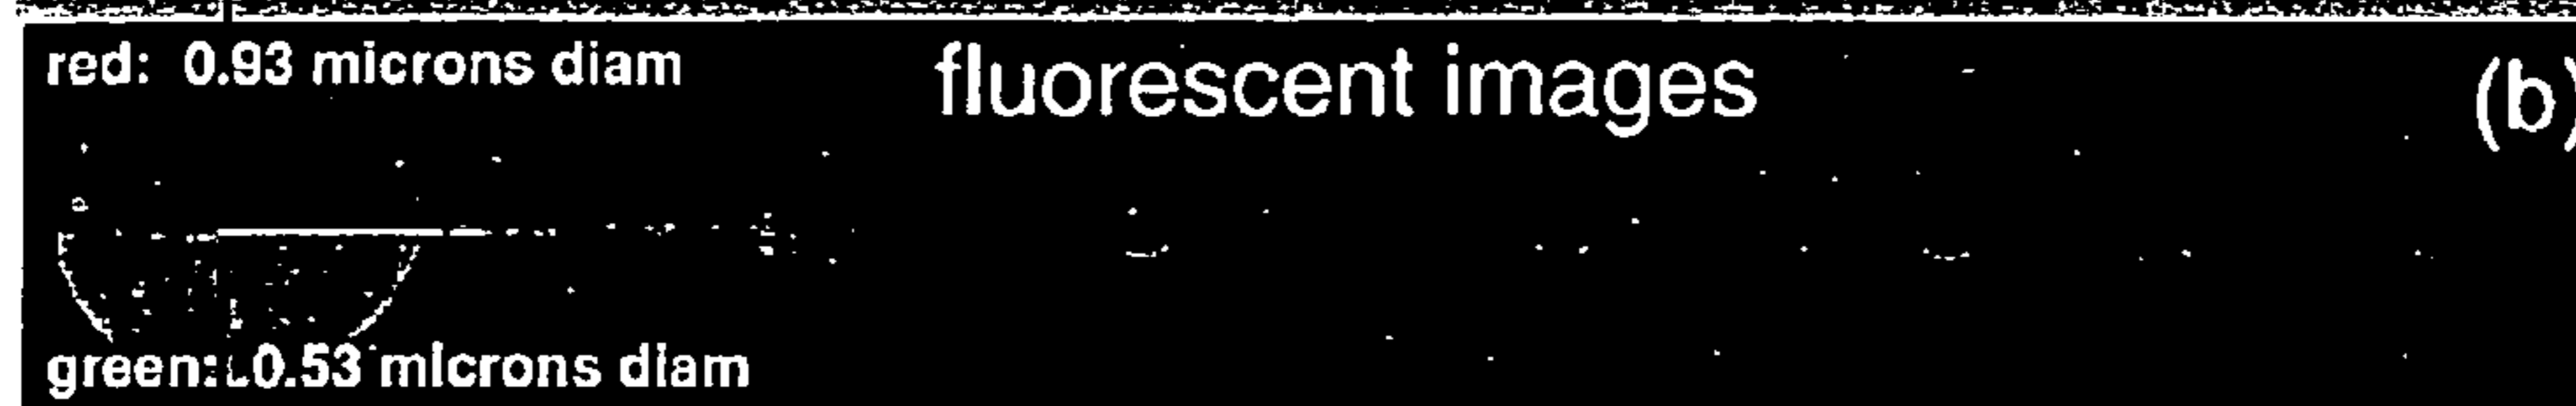 red: 0.93 microns diam
fluorescent images
(b)
green: 0.53 microns diam